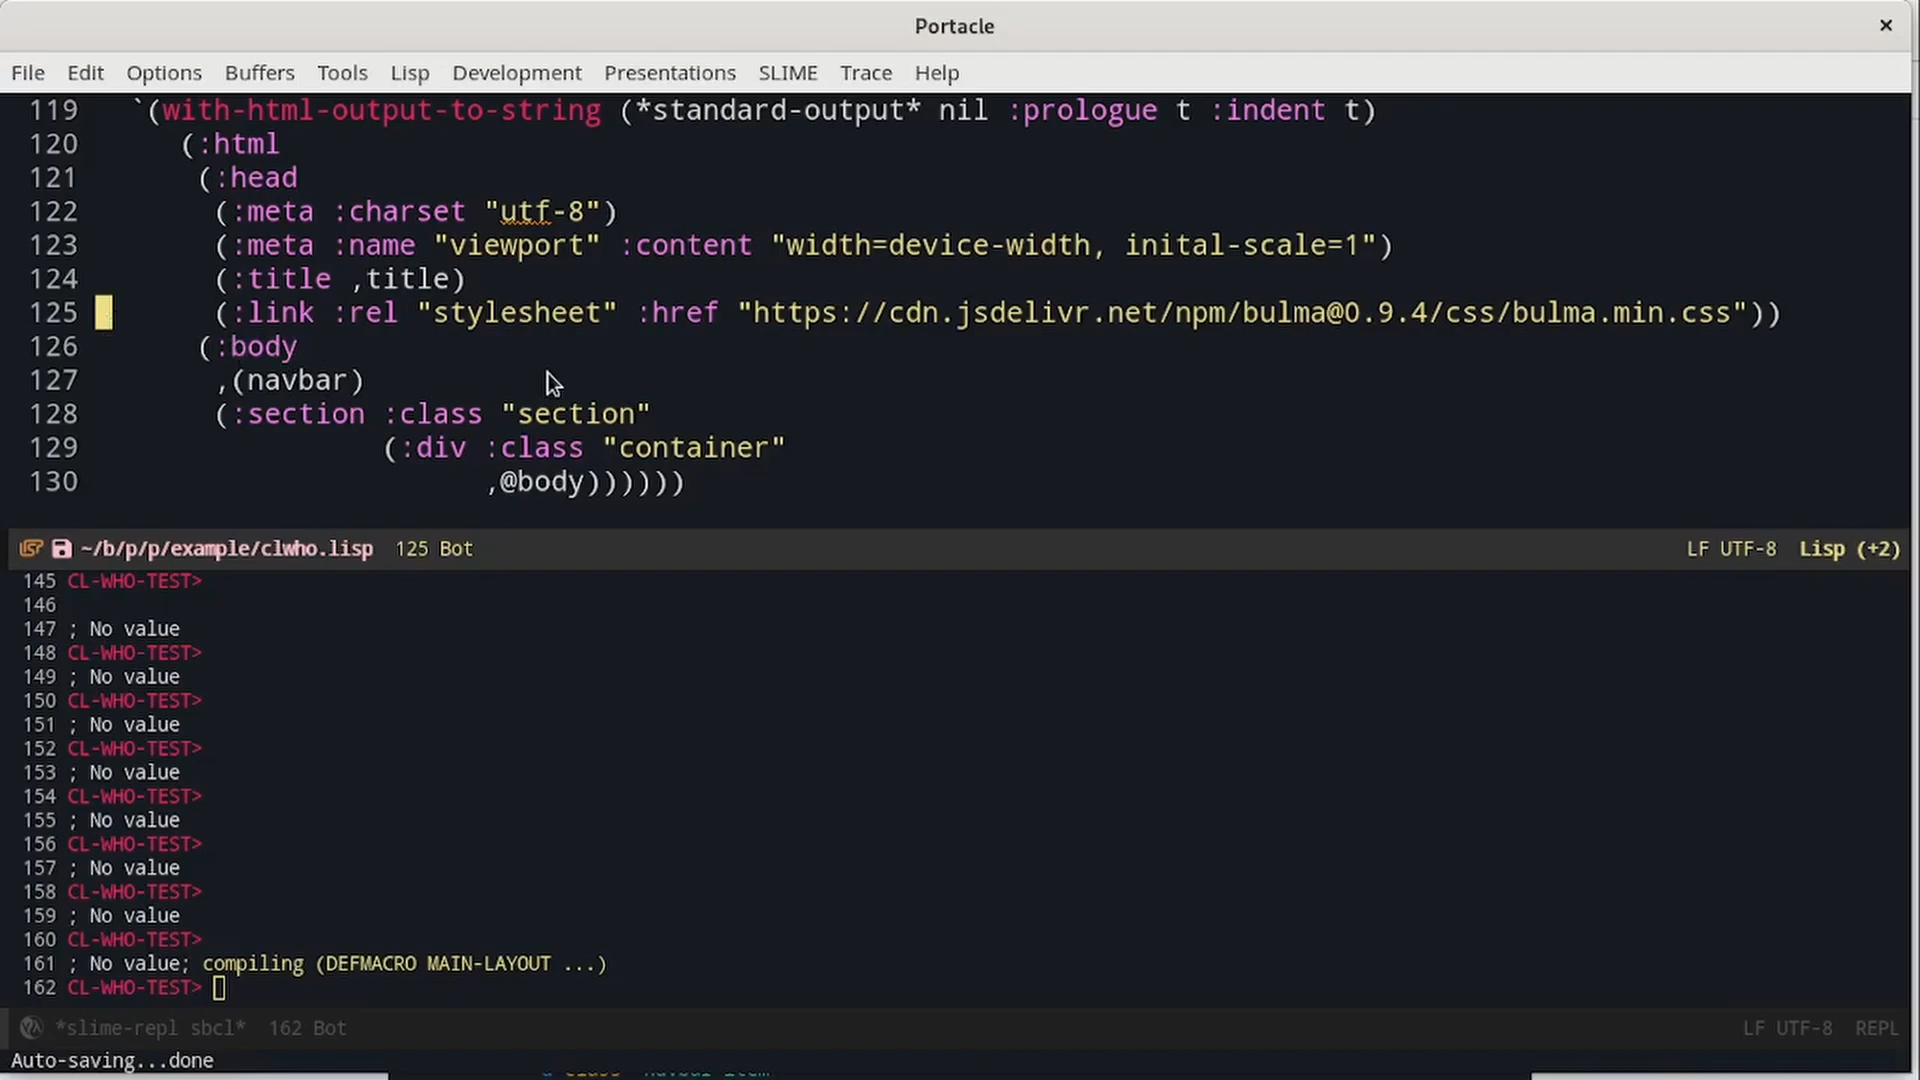 Portacle
File Edit Options Buffers Tools Lisp Development Presentations SLIME Trace Help
119 `(with-html-output-to-string (*standard-output* nil :prologue t :indent t)
120 (:html
121 (:head
122 (:meta :charset "utf-8")
123 (:meta :name "viewport" :content "width=device-width, inital-scale=1")
124 (:title ,title)
125 (:link :rel "stylesheet" :href "https://cdn.jsdelivr.net/npm/bulma@0.9.4/css/bulma.min.css"))
126 (:body
127 ,(navbar)
128 (:section :class "section"
129 (:div :class "container"
130 ,@body))))))
~/b/p/p/example/clwho.lisp 125 Bot LF UTF-8 Lisp (+2)
145 CL-WHO-TEST>
146
147 ; No value
148 CL-WHO-TEST>
149 ; No value
150 CL-WHO-TEST>
151 ; No value
152 CL-WHO-TEST>
153 ; No value
154 CL-WHO-TEST>
155 ; No value
156 CL-WHO-TEST>
157 ; No value
158 CL-WHO-TEST>
159 ; No value
160 CL-WHO-TEST>
161 ; No value; compiling (DEFMACRO MAIN-LAYOUT ...)
162 CL-WHO-TEST>
*slime-repl sbcl* 162 Bot LF UTF-8 REPL
Auto-saving...done